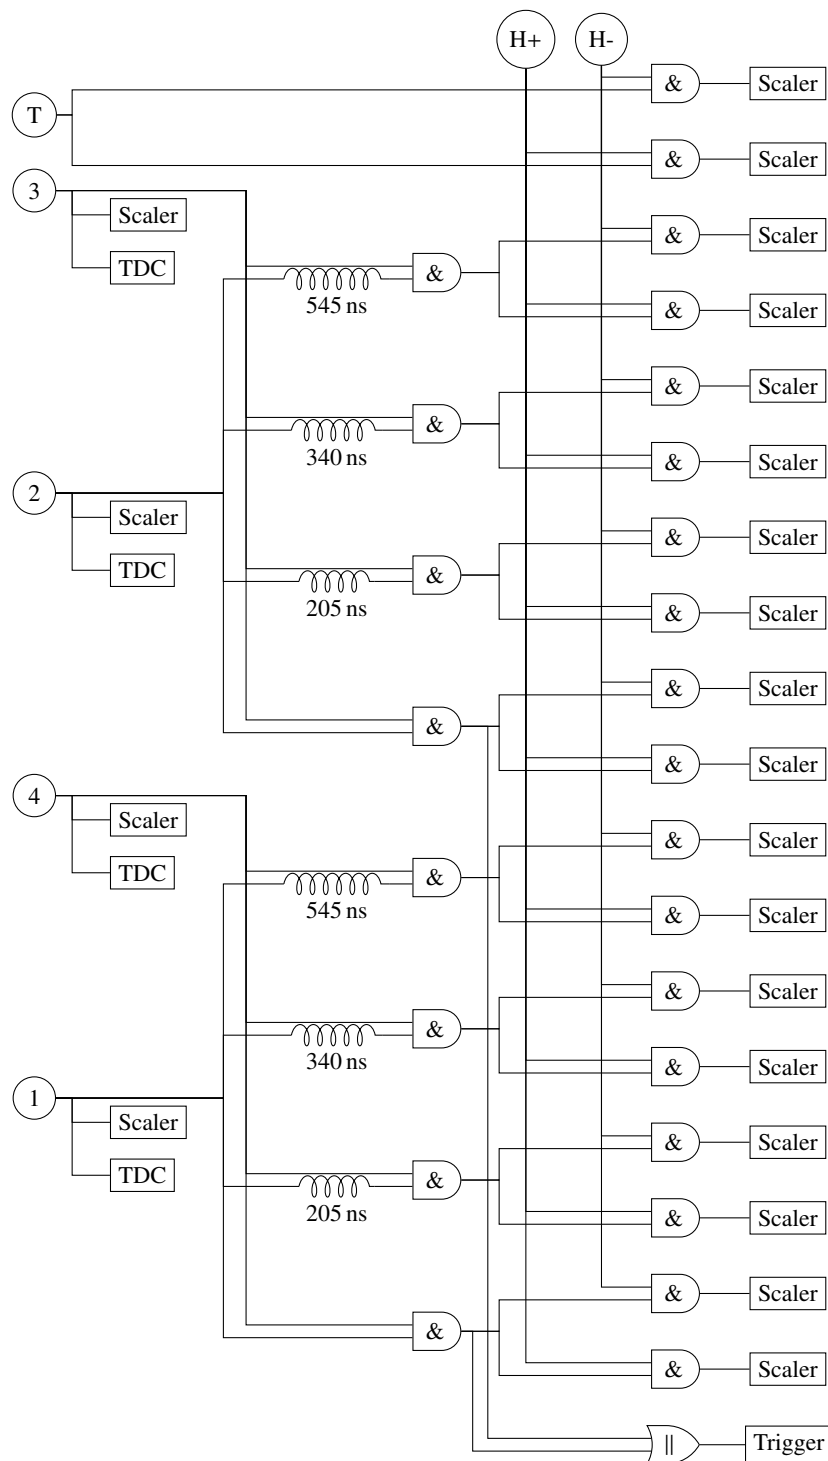 H+ H-
& Scaler
T
& Scaler
3
Scaler
& Scaler
TDC
&
545 ns
& Scaler
& Scaler
&
340 ns
& Scaler
2
Scaler
& Scaler
TDC
&
205 ns
& Scaler
& Scaler
&
& Scaler
4
Scaler
& Scaler
TDC
&
545 ns
& Scaler
& Scaler
&
340 ns
& Scaler
1
Scaler
& Scaler
TDC
&
205 ns
& Scaler
& Scaler
&
& Scaler
|| Trigger